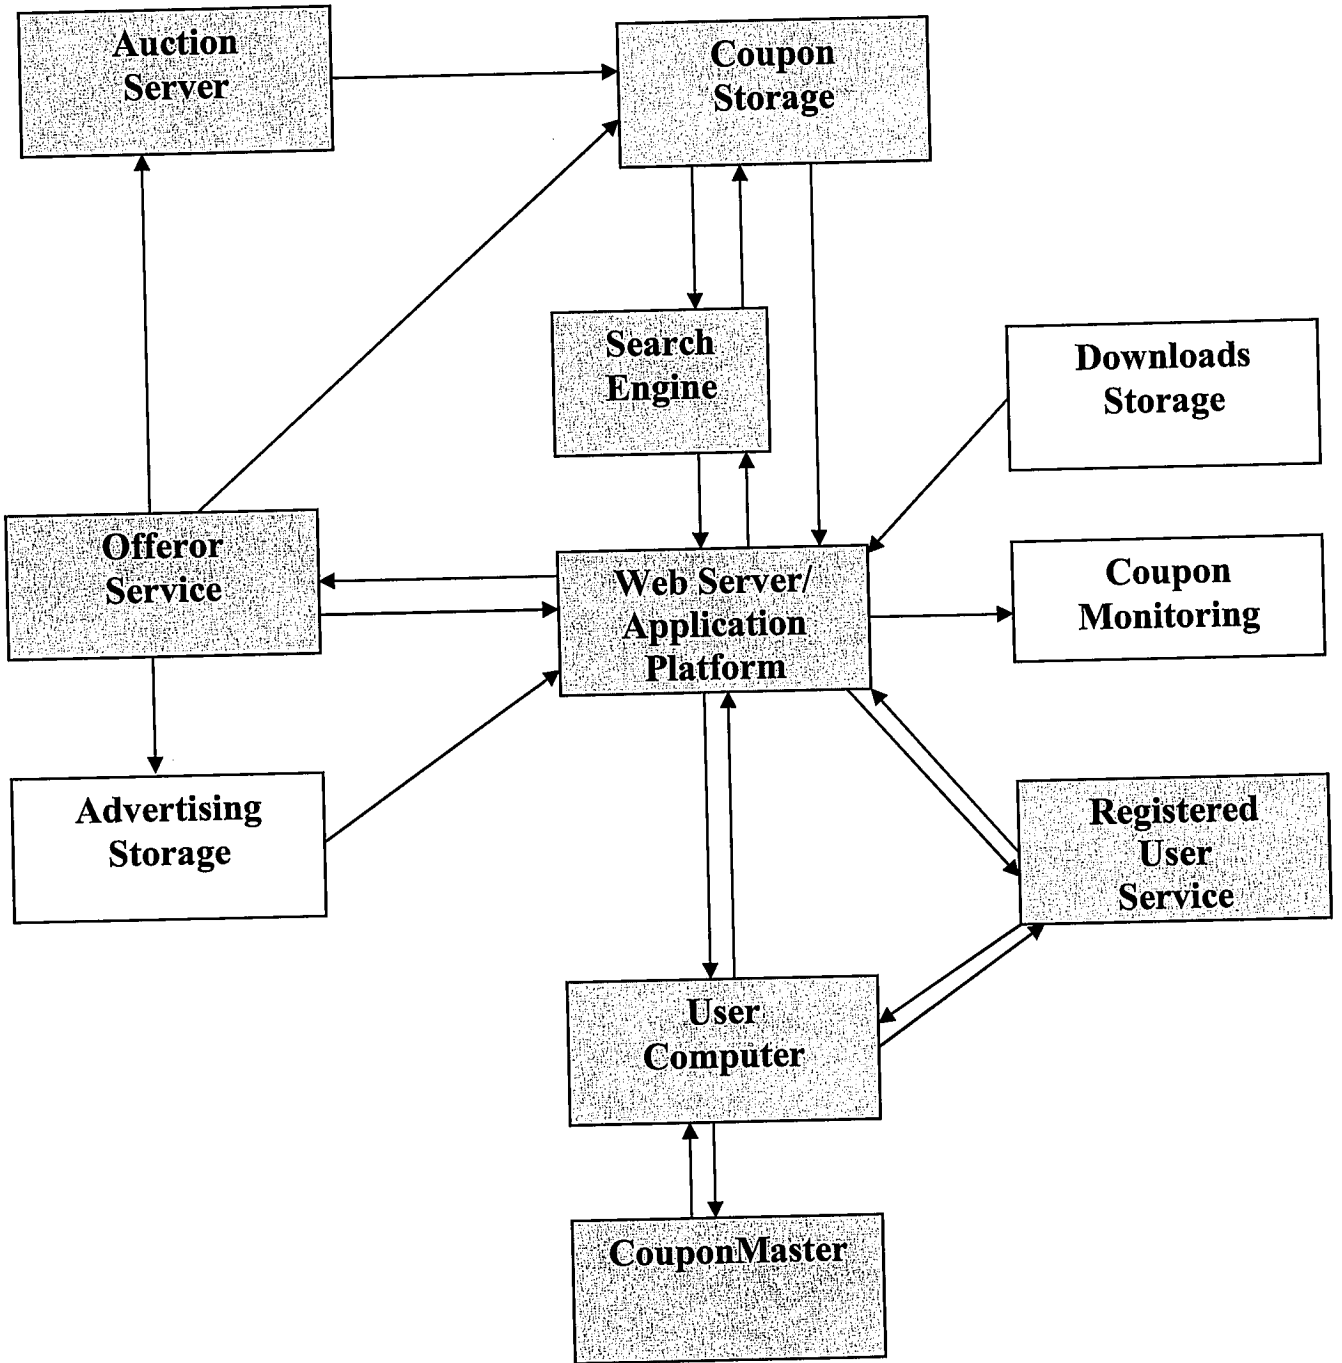 Auction
Server
Coupon
Storage
Search
Engine
Downloads
Storage
Offeror
Service
Web Server/
Application
Platform
Coupon
Monitoring
Advertising
Storage
Registered
User
Service
User
Computer
CouponMaster